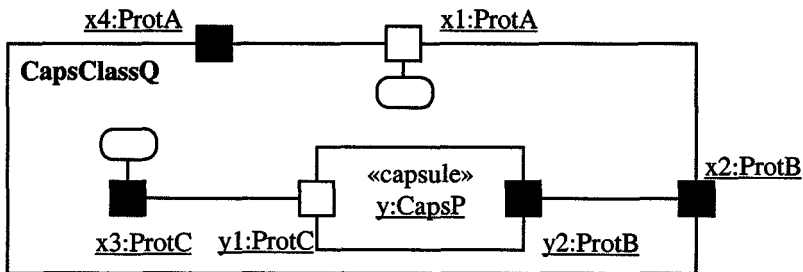 x4:ProtA
x1:ProtA
CapsClassQ
x2:ProtB
«capsule»
y:CapsP
x3:ProtC
y1:ProtC
y2:ProtB